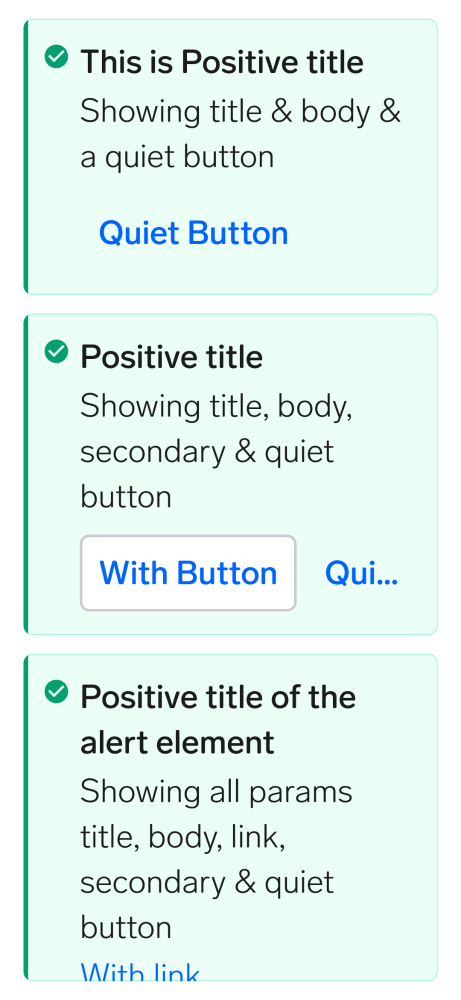 This is Positive title
Showing title & body &
a quiet button
Quiet Button
Positive title
Showing title, body,
secondary & quiet
button
With Button
Qui...
Positive title of the
alert element
Showing all params
title, body, link,
secondary & quiet
button
With link